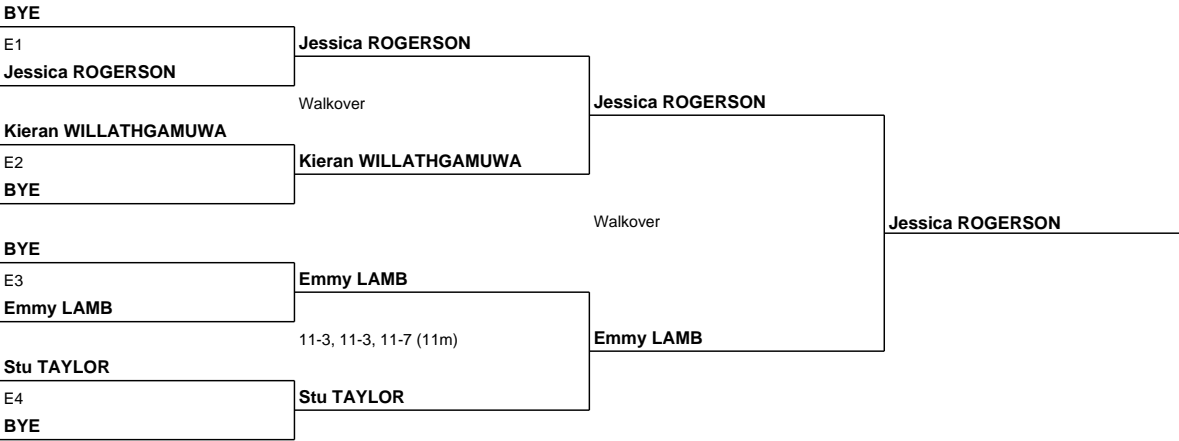 BYE
E1
Jessica ROGERSON
Jessica ROGERSON
Walkover
Jessica ROGERSON
Kieran WILLATHGAMUWA
E2
Kieran WILLATHGAMUWA
BYE
Walkover
Jessica ROGERSON
BYE
E3
Emmy LAMB
Emmy LAMB
11-3, 11-3, 11-7 (11m)
Emmy LAMB
Stu TAYLOR
E4
Stu TAYLOR
BYE